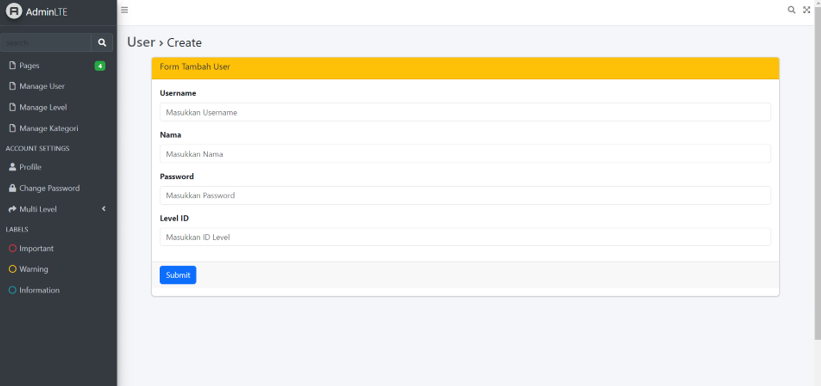 AdminLTE
search
Pages 4
Manage User
Manage Level
Manage Kategori
ACCOUNT SETTINGS
Profile
Change Password
Multi Level
LABELS
Important
Warning
Information
User › Create
Form Tambah User
Username
Masukkan Username
Nama
Masukkan Nama
Password
Masukkan Password
Level ID
Masukkan ID Level
Submit